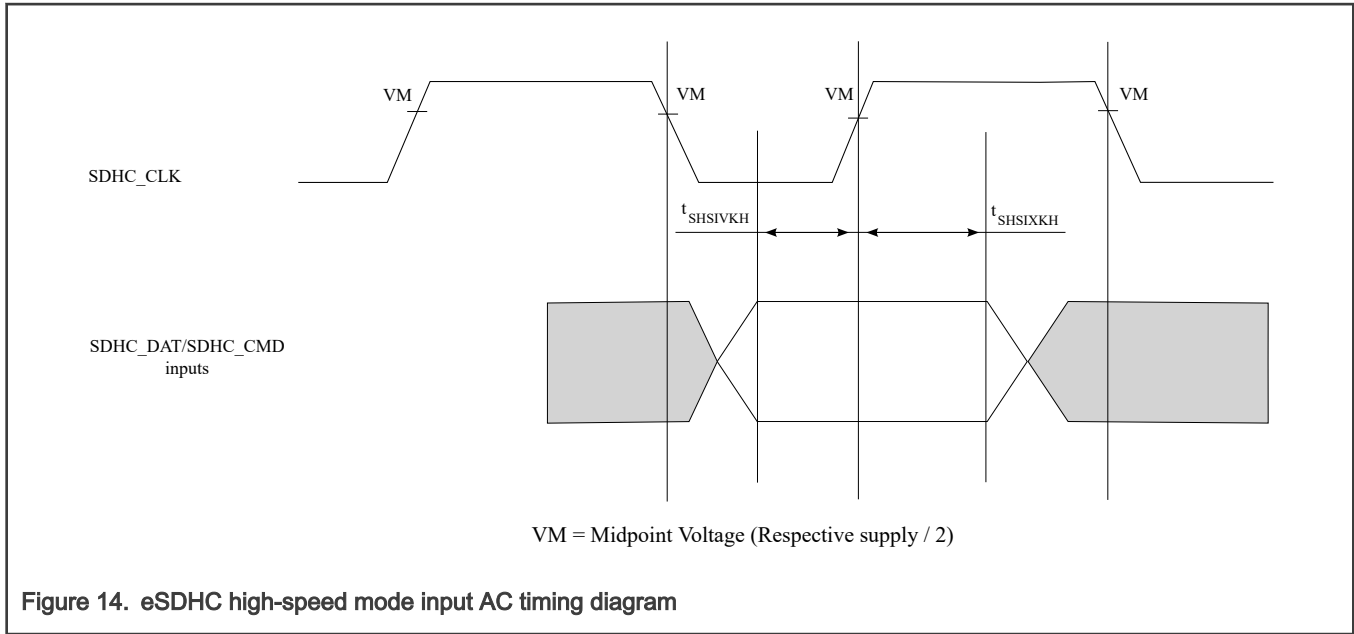 VM
VM
VM
VM
SDHC_CLK
tSHSIVKH
tSHSIXKH
SDHC_DAT/SDHC_CMD
inputs
VM = Midpoint Voltage (Respective supply / 2)
Figure 14. eSDHC high-speed mode input AC timing diagram